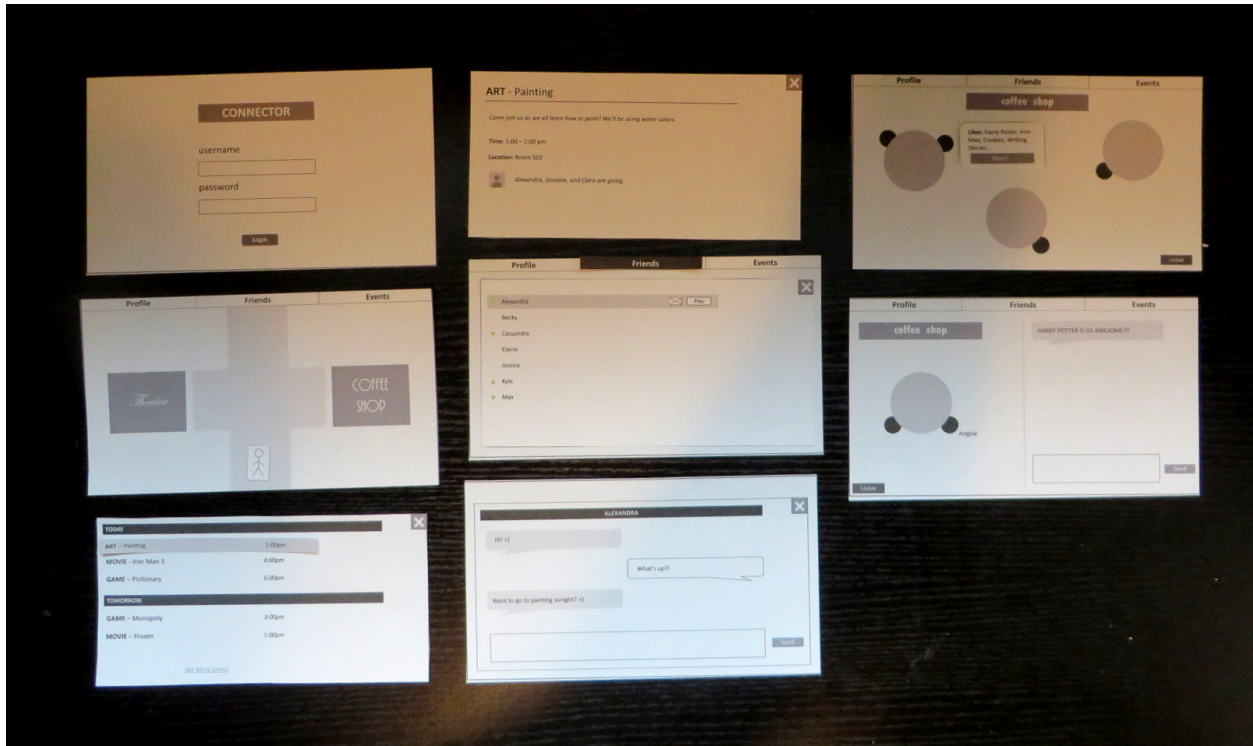 CONNECTOR
username
password
Login
Profile Friends Events
Theater
COFFEE
SHOP
TODAY
ART – Painting 1:00pm
MOVIE - Iron Man 3 4:00pm
GAME – Pictionary 6:00pm
TOMORROW
GAME – Monopoly 3:00pm
MOVIE – Frozen
See More Events
ART - Painting
Come join us as we all learn how to paint! We'll be using water colors.
Time: 1:00 – 2:00 pm
Location: Room 503
Alexandra, Jasmine, and Clara are going.
Profile Friends Events
Alexandra
Becky
Cassandra
Elaine
Jessica
Kyle
Max
ALEXANDRA
Hi! =)
What's up?!
Want to go to painting tonight? =)
Send
Profile Friends Events
coffee shop
Likes: Harry Potter, Iron
Man, Cookies, Writing
Stories...
Leave
Profile Friends Events
coffee shop
HARRY POTTER IS SO AWESOME!!!
Angela
Send
Leave